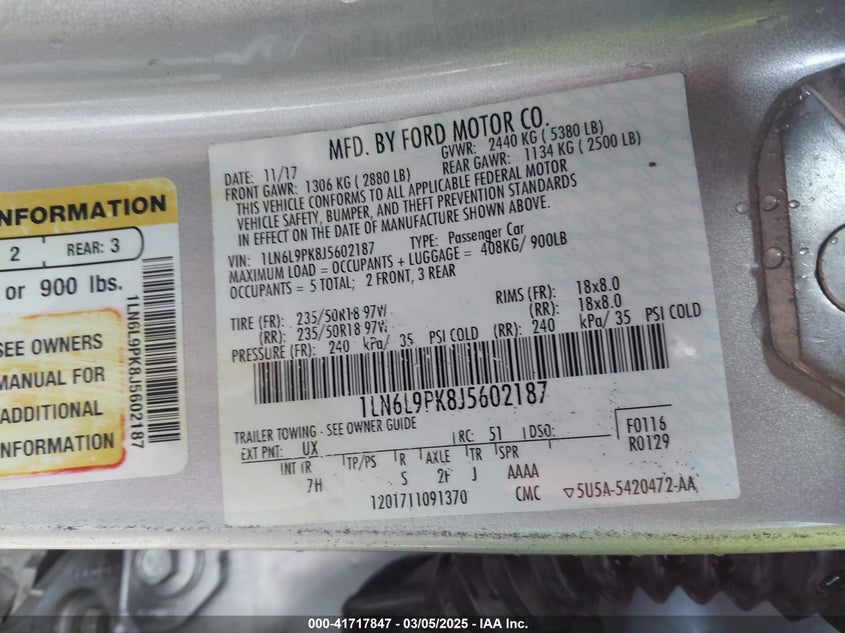 NFORMATION
2 REAR: 3
or 900 lbs.
SEE OWNERS
MANUAL FOR
ADDITIONAL
INFORMATION
1LN6L9PK8J5602187
MFD. BY FORD MOTOR CO.
DATE: 11/17 GVWR: 2440 KG ( 5380 LB)
FRONT GAWR: 1306 KG ( 2880 LB) REAR GAWR: 1134 KG ( 2500 LB)
THIS VEHICLE CONFORMS TO ALL APPLICABLE FEDERAL MOTOR
VEHICLE SAFETY, BUMPER, AND THEFT PREVENTION STANDARDS
IN EFFECT ON THE DATE OF MANUFACTURE SHOWN ABOVE.
VIN: 1LN6L9PK8J5602187 TYPE: Passenger Car
MAXIMUM LOAD = OCCUPANTS + LUGGAGE = 408KG/ 900LB
OCCUPANTS = 5 TOTAL; 2 FRONT, 3 REAR
TIRE (FR): 235/50R18 97W RIMS (FR): 18x8.0
(RR): 235/50R18 97W (RR): 18x8.0
PRESSURE (FR): 240 kPa/ 35 PSI COLD (RR): 240 kPa/ 35 PSI COLD
1LN6L9PK8J5602187
TRAILER TOWING - SEE OWNER GUIDE
EXT PNT: UX RC: 51 DSO: F0116
INT TR TP/PS R AXLE TR SPR R0129
7H S 2F J AAAA
1201711091370 CMC ▽5U5A-5420472-AA
000-41717847 - 03/05/2025 - IAA Inc.